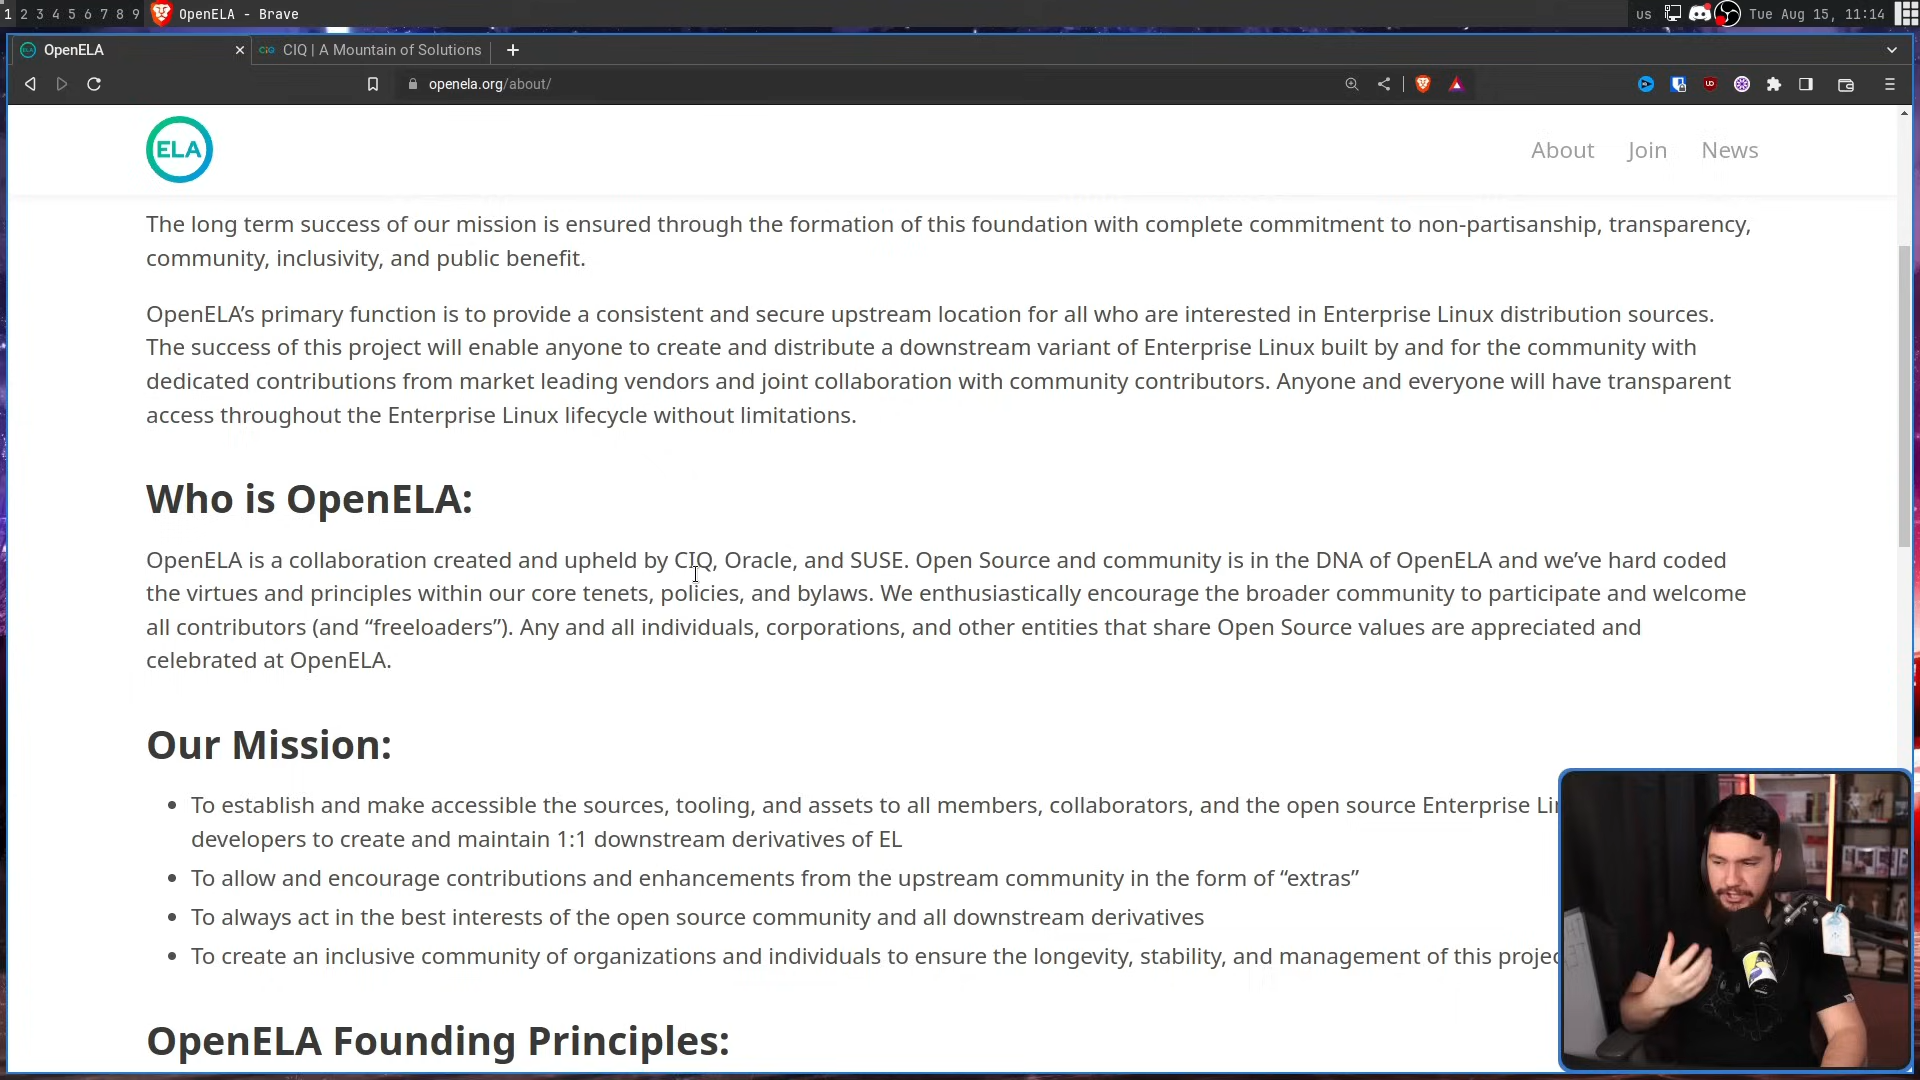 1 2 3 4 5 6 7 8 9 OpenELA - Brave us Tue Aug 15, 11:14
OpenELA CIQ | A Mountain of Solutions
openela.org/about/
ELA About Join News
The long term success of our mission is ensured through the formation of this foundation with complete commitment to non-partisanship, transparency,
community, inclusivity, and public benefit.
OpenELA’s primary function is to provide a consistent and secure upstream location for all who are interested in Enterprise Linux distribution sources.
The success of this project will enable anyone to create and distribute a downstream variant of Enterprise Linux built by and for the community with
dedicated contributions from market leading vendors and joint collaboration with community contributors. Anyone and everyone will have transparent
access throughout the Enterprise Linux lifecycle without limitations.
Who is OpenELA:
OpenELA is a collaboration created and upheld by CIQ, Oracle, and SUSE. Open Source and community is in the DNA of OpenELA and we’ve hard coded
the virtues and principles within our core tenets, policies, and bylaws. We enthusiastically encourage the broader community to participate and welcome
all contributors (and “freeloaders”). Any and all individuals, corporations, and other entities that share Open Source values are appreciated and
celebrated at OpenELA.
Our Mission:
To establish and make accessible the sources, tooling, and assets to all members, collaborators, and the open source Enterprise
developers to create and maintain 1:1 downstream derivatives of EL
To allow and encourage contributions and enhancements from the upstream community in the form of “extras”
To always act in the best interests of the open source community and all downstream derivatives
To create an inclusive community of organizations and individuals to ensure the longevity, stability, and management of this
OpenELA Founding Principles: